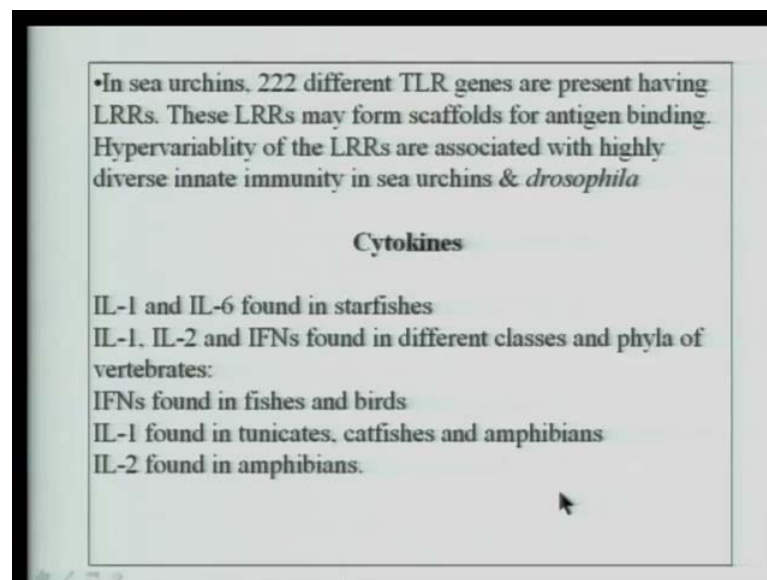 •In sea urchins, 222 different TLR genes are present having
LRRs. These LRRs may form scaffolds for antigen binding.
Hypervariablity of the LRRs are associated with highly
diverse innate immunity in sea urchins & drosophila
Cytokines
IL-1 and IL-6 found in starfishes
IL-1, IL-2 and IFNs found in different classes and phyla of
vertebrates:
IFNs found in fishes and birds
IL-1 found in tunicates, catfishes and amphibians
IL-2 found in amphibians.